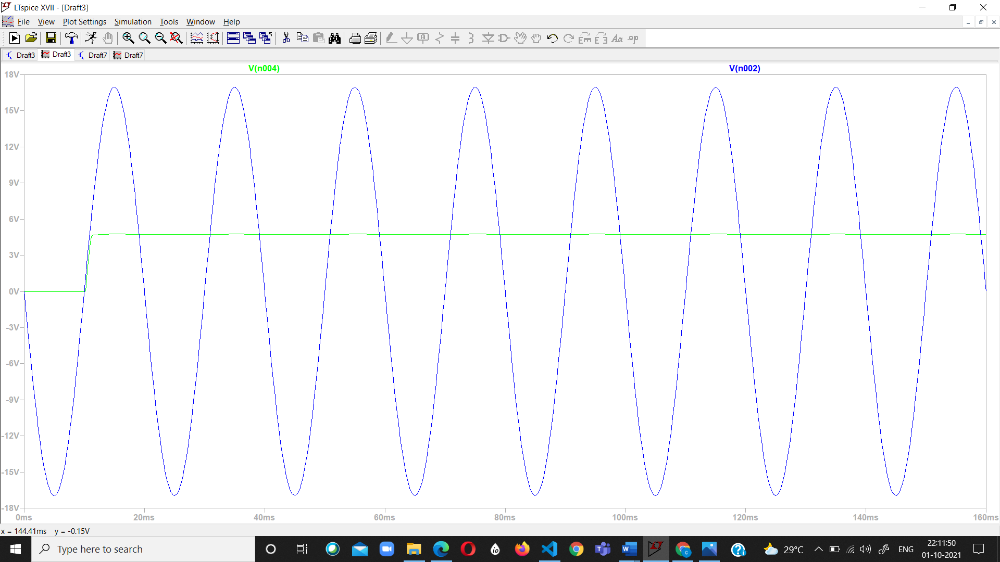 LTspice XVII - [Draft3]
File View Plot Settings Simulation Tools Window Help
Draft3 Draft3 Draft7 Draft7
V(n004) V(n002)
18V
15V
12V
9V
6V
3V
0V
-3V
-6V
-9V
-12V
-15V
-18V
0ms 20ms 40ms 60ms 80ms 100ms 120ms 140ms 160ms
x = 144.41ms y = -0.15V
Type here to search
29°C ENG 22:11:50
01-10-2021